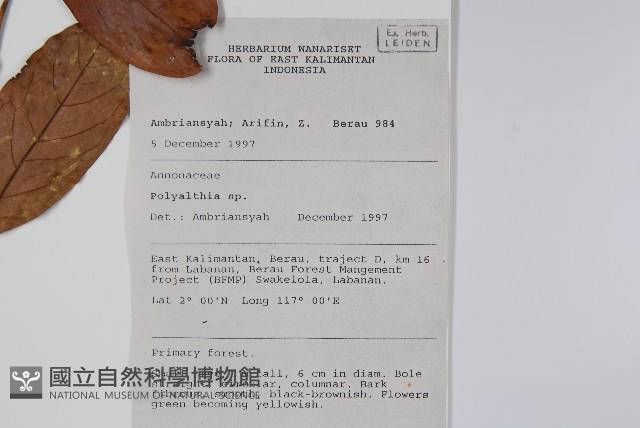 Ex Herb.
LEIDEN
HERBARIUM WANARISET
FLORA OF EAST KALIMANTAN
INDONESIA
Ambriansyah; Arifin, Z. Berau 984
5 December 1997
Annonaceae
Polyalthia sp.
Det.: Ambriansyah December 1997
East Kalimantan, Berau, traject D, km 16
from Labanan, Berau Forest Mangement
Project (BFMP) Swakelola, Labanan.
Lat 2° 00'N Long 117° 00'E
Primary forest.
tall, 6 cm in diam. Bole
columnar. Bark
smooth, black-brownish. Flowers
green becoming yellowish.
國立自然科學博物館
NATIONAL MUSEUM OF NATURAL SCIENCE